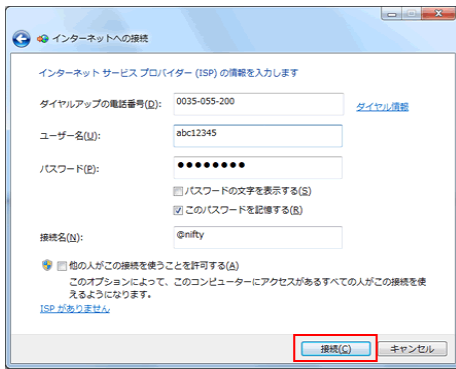 インターネットへの接続
インターネット サービス プロバイダー (ISP) の情報を入力します
ダイヤルアップの電話番号(D):
0035-055-200
ダイヤル情報
ユーザー名(U):
abc12345
パスワード(P):
●●●●●●●●
パスワードの文字を表示する(S)
このパスワードを記憶する(R)
接続名(N):
@nifty
他の人がこの接続を使うことを許可する(A)
このオプションによって、このコンピューターにアクセスがあるすべての人がこの接続を使
えるようになります。
ISP がありません
接続(C)
キャンセル